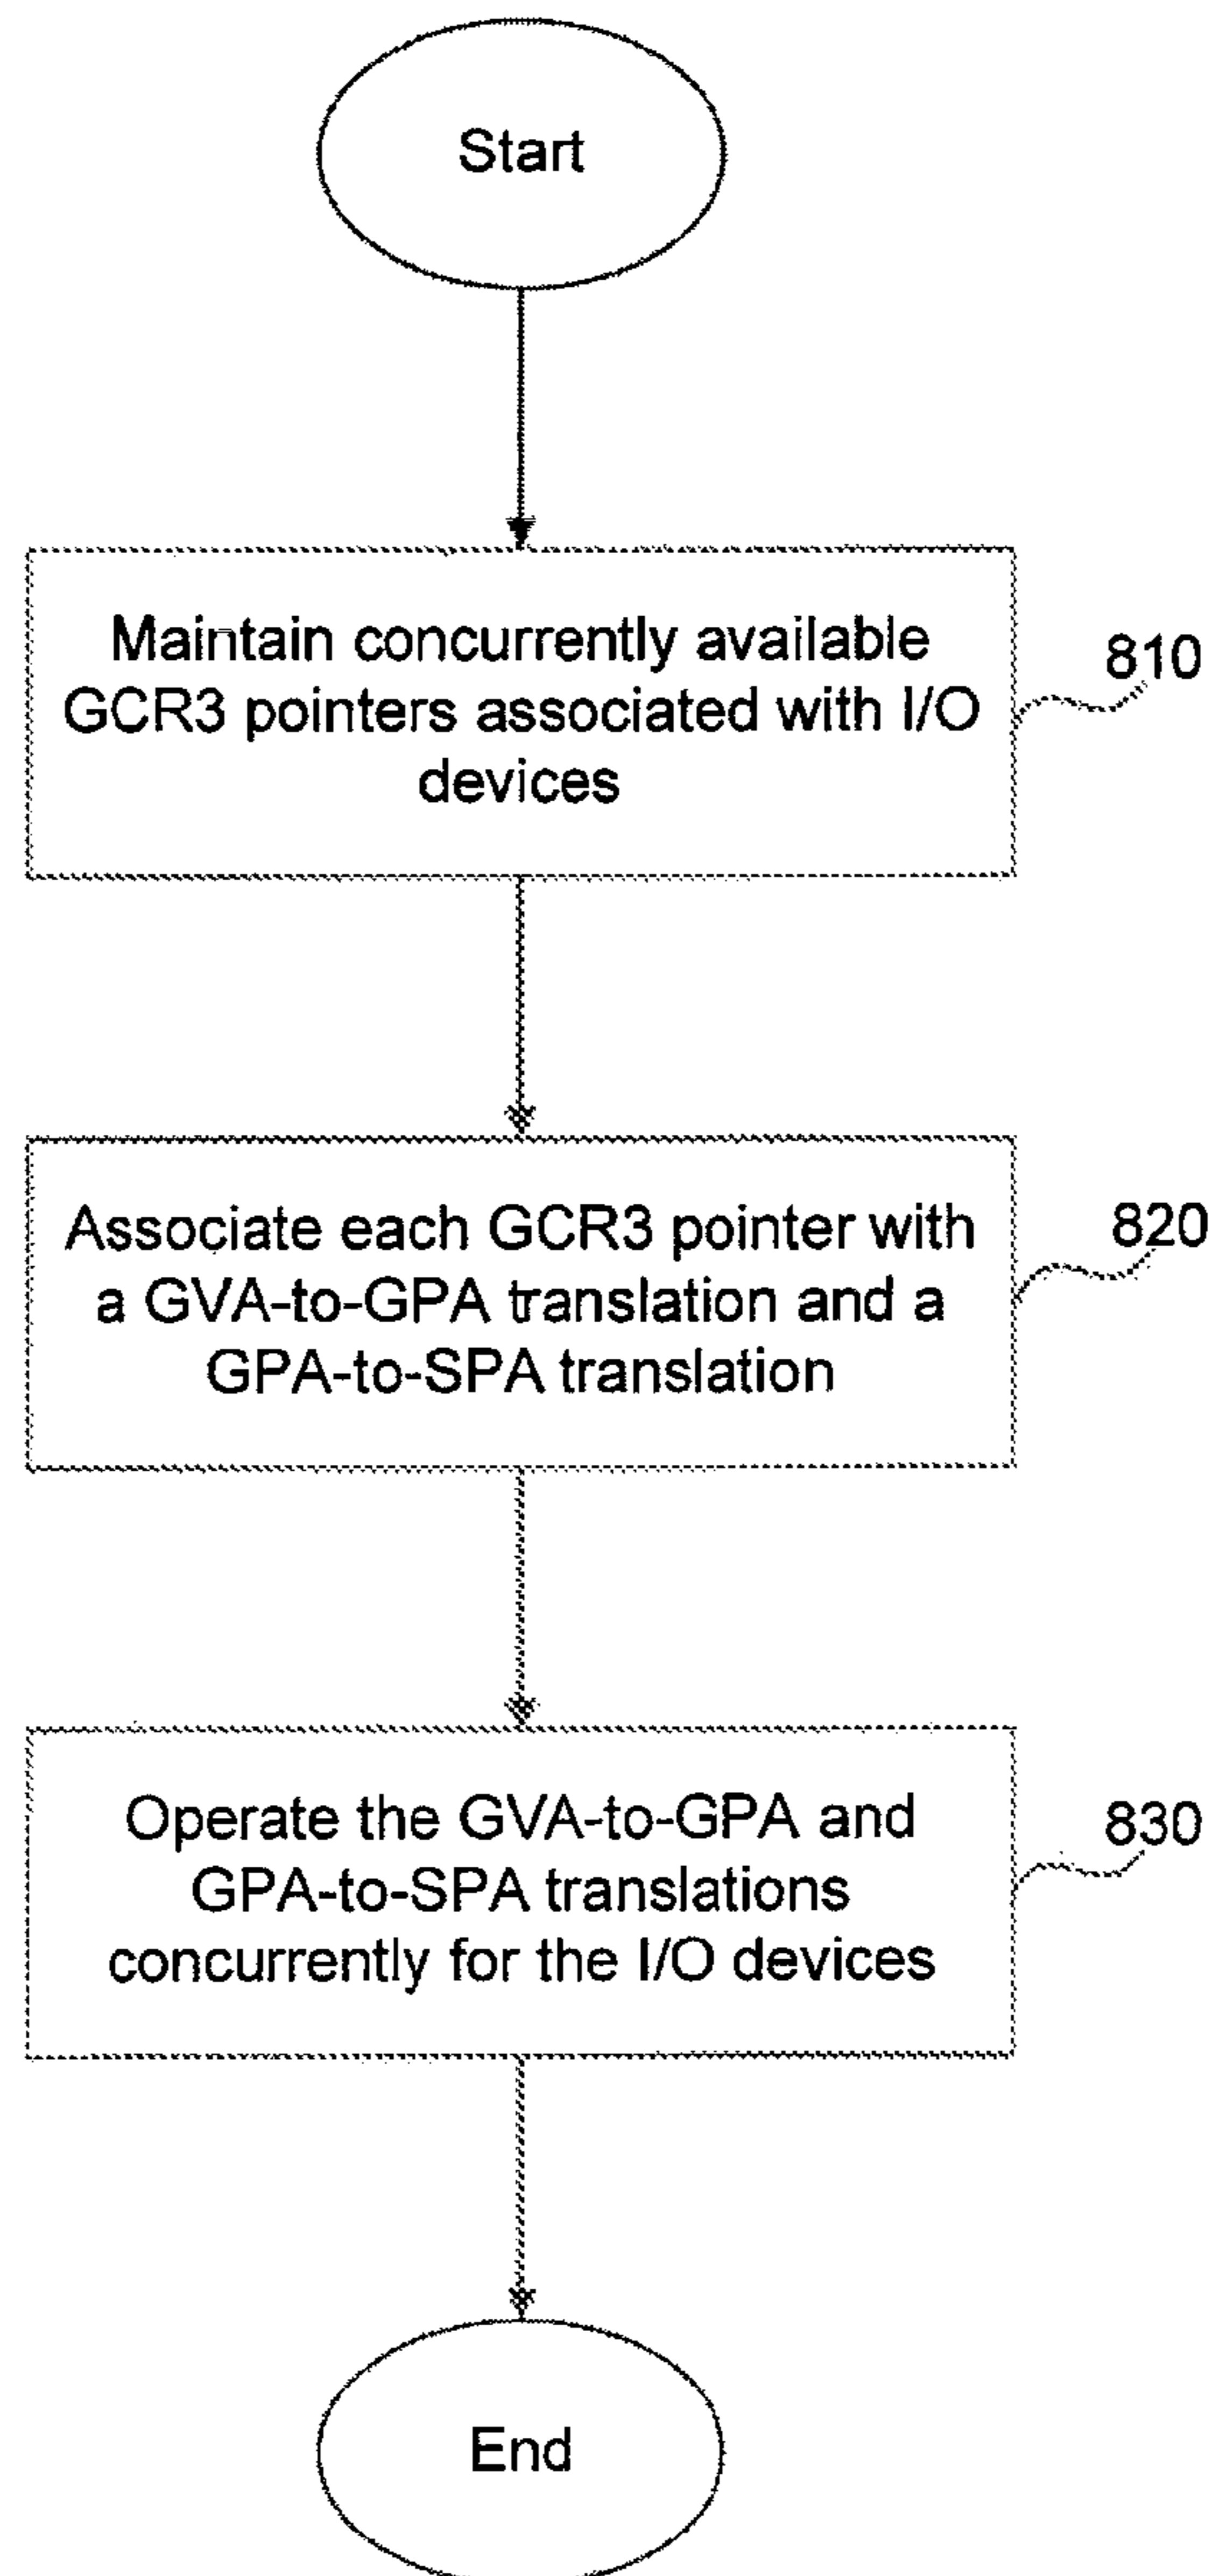 Start
Maintain concurrently available
GCR3 pointers associated with I/O
devices
810
Associate each GCR3 pointer with
a GVA-to-GPA translation and a
GPA-to-SPA translation
820
Operate the GVA-to-GPA and
GPA-to-SPA translations
concurrently for the I/O devices
830
End